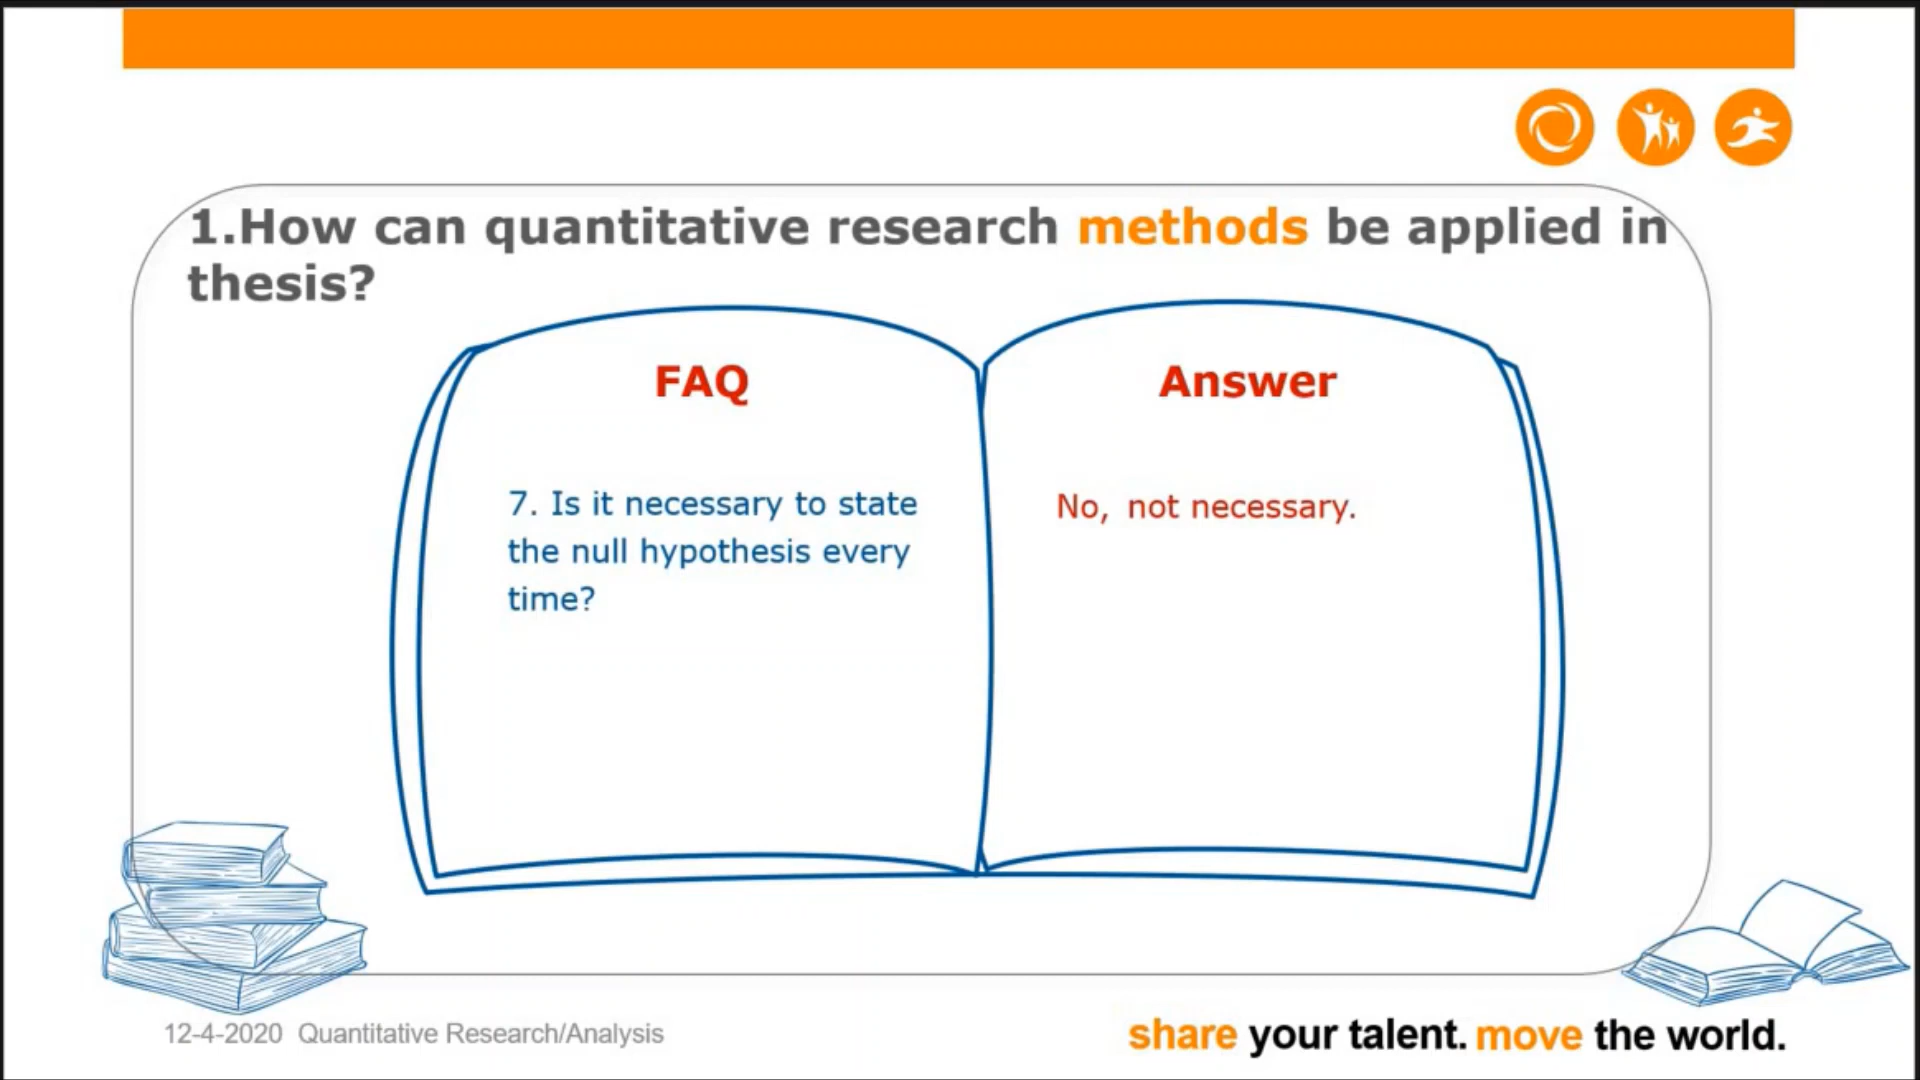 1.How can quantitative research methods be applied in
thesis?
FAQ
7. Is it necessary to state
the null hypothesis every
time?
Answer
No, not necessary.
12-4-2020 Quantitative Research/Analysis
share your talent. move the world.